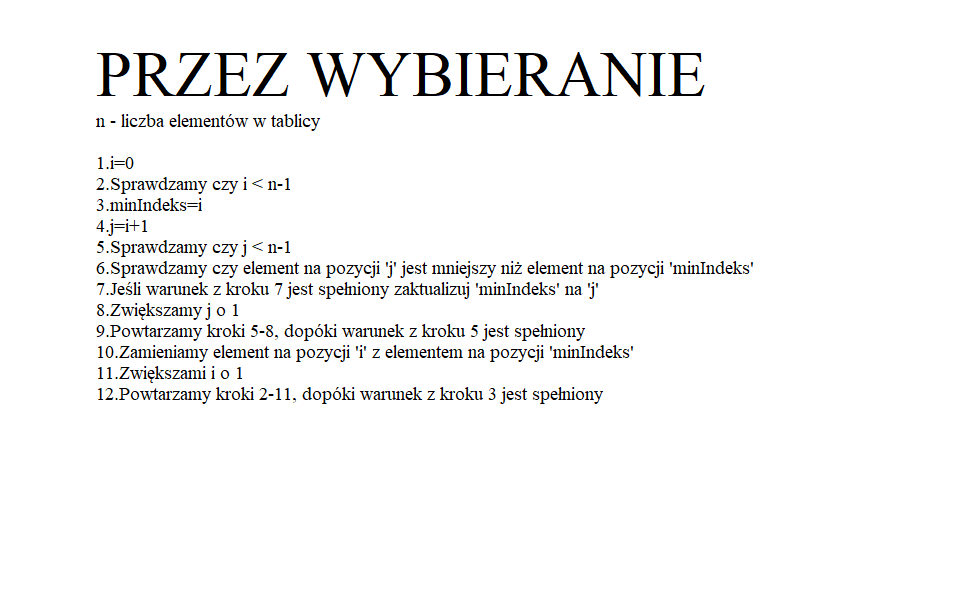 PRZEZ WYBIERANIE
n - liczba elementów w tablicy
1.i=0
2.Sprawdzamy czy i < n-1
3.minIndeks=i
4.j=i+1
5.Sprawdzamy czy j < n-1
6.Sprawdzamy czy element na pozycji 'j' jest mniejszy niż element na pozycji 'minIndeks'
7.Jeśli warunek z kroku 7 jest spełniony zaktualizuj 'minIndeks' na 'j'
8.Zwiększamy j o 1
9.Powtarzamy kroki 5-8, dopóki warunek z kroku 5 jest spełniony
10.Zamieniamy element na pozycji 'i' z elementem na pozycji 'minIndeks'
11.Zwiększami i o 1
12.Powtarzamy kroki 2-11, dopóki warunek z kroku 3 jest spełniony